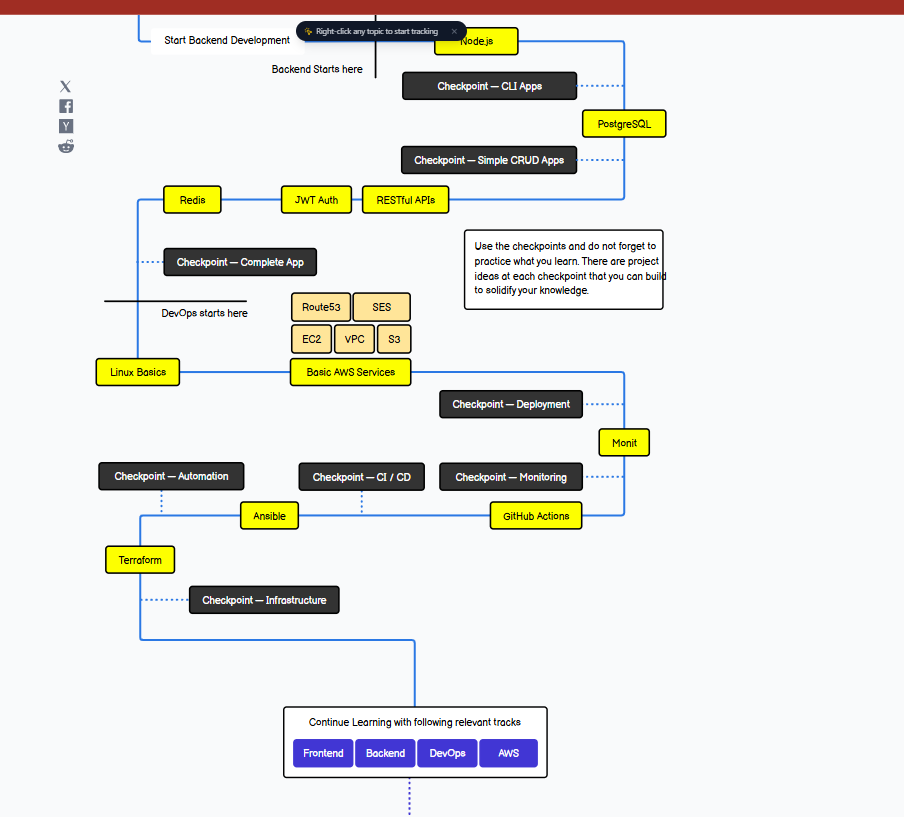 Right-click any topic to start tracking
Start Backend Development
Node.js
Backend Starts here
Checkpoint — CLI Apps
PostgreSQL
Checkpoint — Simple CRUD Apps
Redis
JWT Auth
RESTful APIs
Use the checkpoints and do not forget to
practice what you learn. There are project
ideas at each checkpoint that you can build
to solidify your knowledge.
Checkpoint — Complete App
DevOps starts here
Route53
SES
EC2
VPC
S3
Linux Basics
Basic AWS Services
Checkpoint — Deployment
Monit
Checkpoint — Automation
Checkpoint — CI / CD
Checkpoint — Monitoring
Ansible
GitHub Actions
Terraform
Checkpoint — Infrastructure
Continue Learning with following relevant tracks
Frontend
Backend
DevOps
AWS